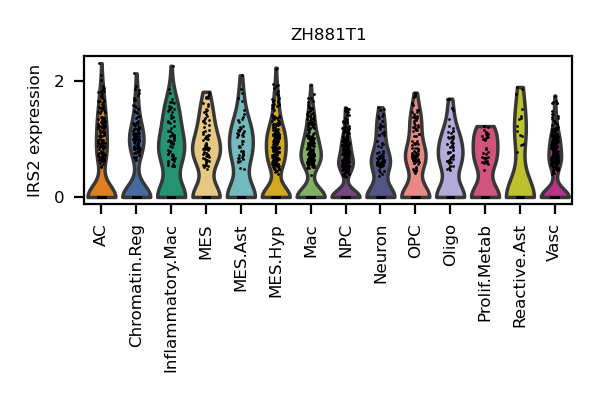 ZH881T1
IRS2 expression
2
0
AC
Chromatin.Reg
Inflammatory.Mac
MES
MES.Ast
MES.Hyp
Mac
NPC
Neuron
OPC
Oligo
Prolif.Metab
Reactive.Ast
Vasc